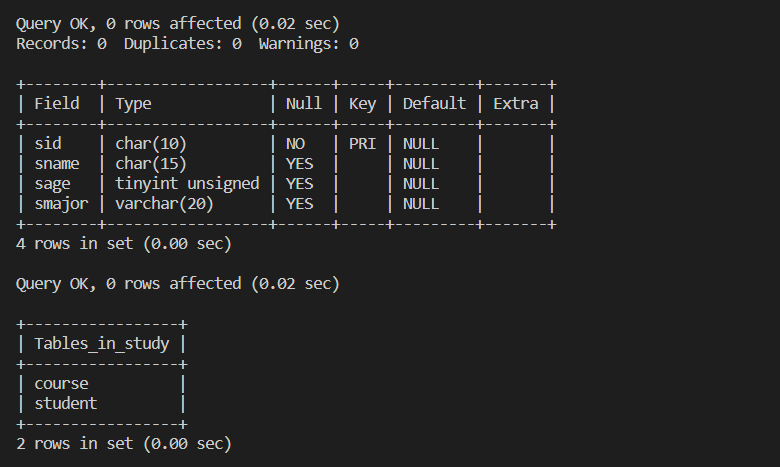 Query OK, 0 rows affected (0.02 sec)
Records: 0  Duplicates: 0  Warnings: 0
+--------+------------------+------+-----+---------+-------+
| Field  | Type             | Null | Key | Default | Extra |
+--------+------------------+------+-----+---------+-------+
| sid    | char(10)         | NO   | PRI | NULL    |       |
| sname  | char(15)         | YES  |     | NULL    |       |
| sage   | tinyint unsigned | YES  |     | NULL    |       |
| smajor | varchar(20)      | YES  |     | NULL    |       |
+--------+------------------+------+-----+---------+-------+
4 rows in set (0.00 sec)
Query OK, 0 rows affected (0.02 sec)
+-----------------+
| Tables_in_study |
+-----------------+
| course          |
| student         |
+-----------------+
2 rows in set (0.00 sec)